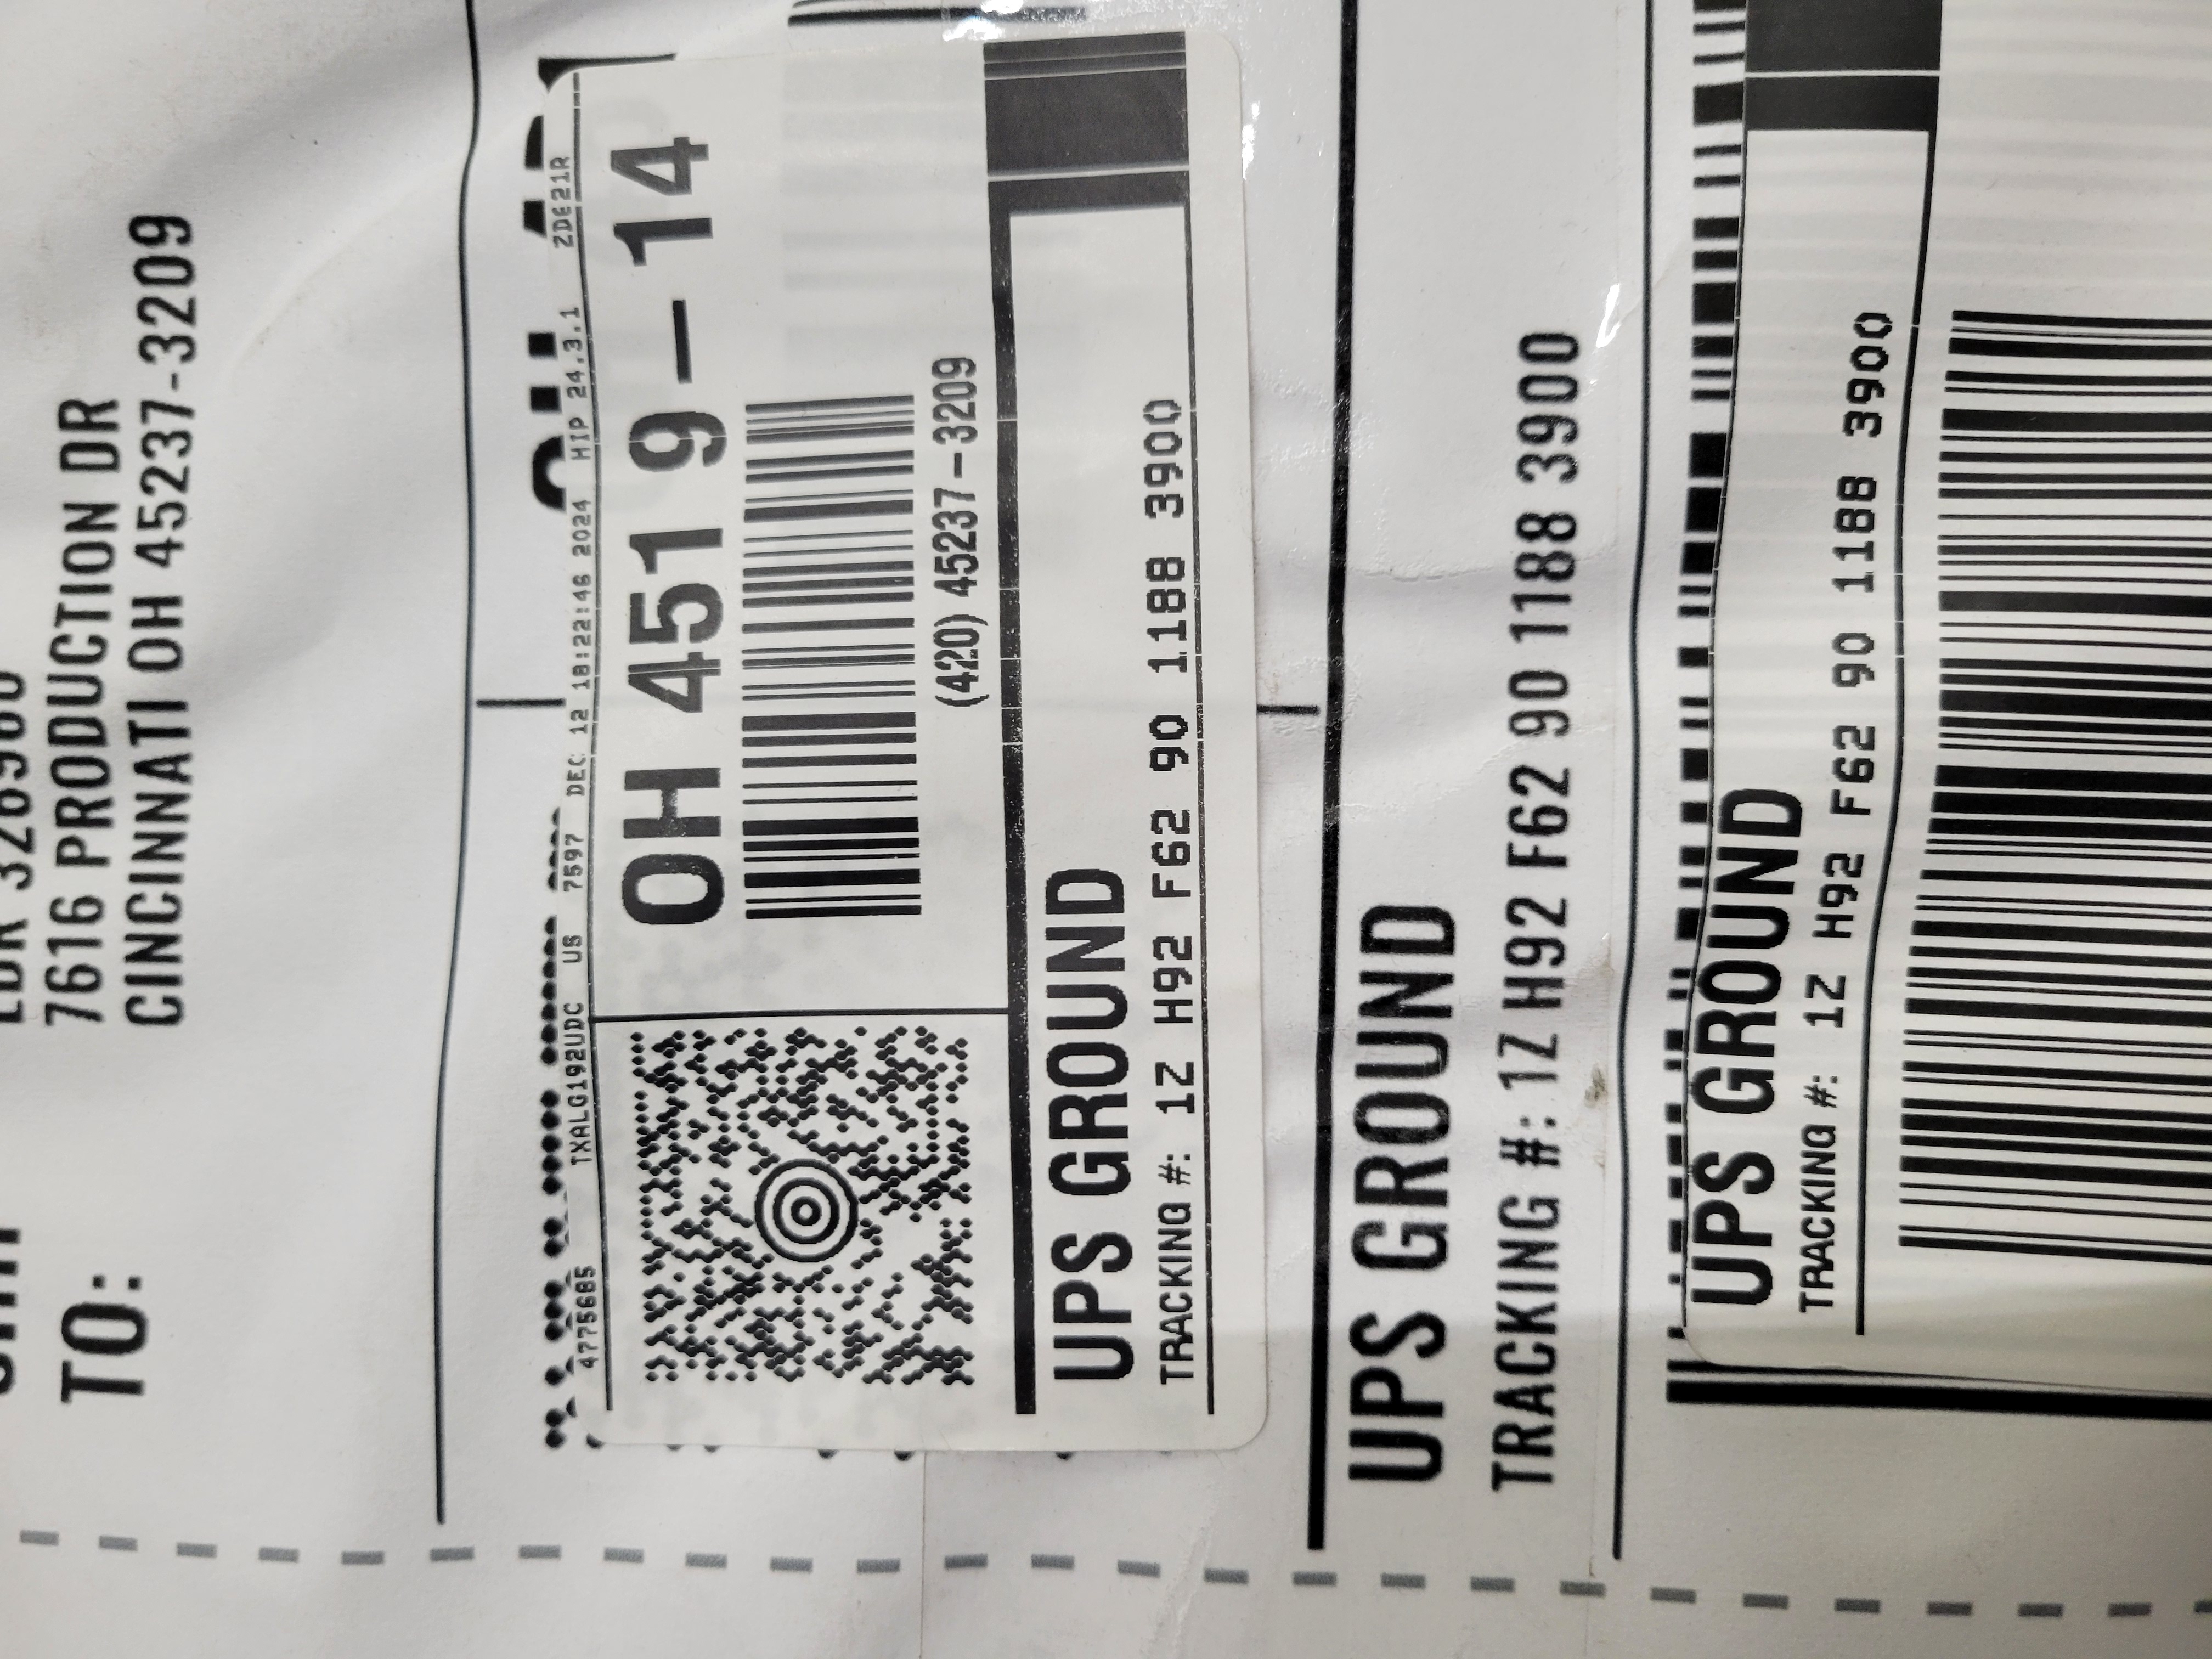 7616 PRODUCTION DR
CINCINNATI OH 45237-3209
TO:
4775685 TXALG192UDC US 7597 DEC 12 18:22:46 2024 HIP 24.3.1 ZDE21R
OH 451 9-14
(420) 45237-3209
UPS GROUND
TRACKING #: 1Z H92 F62 90 1188 3900
UPS GROUND
TRACKING #: 1Z H92 F62 90 1188 3900
UPS GROUND
TRACKING #: 1Z H92 F62 90 1188 3900